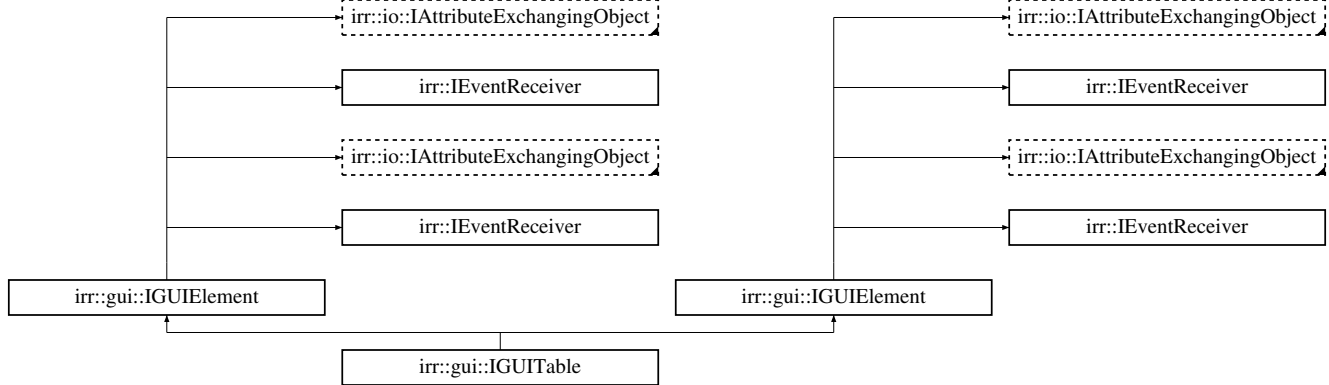 irr::io::IAttributeExchangingObject irr::io::IAttributeExchangingObject
irr::IEventReceiver irr::IEventReceiver
irr::io::IAttributeExchangingObject irr::io::IAttributeExchangingObject
irr::IEventReceiver irr::IEventReceiver
irr::gui::IGUIElement irr::gui::IGUIElement
irr::gui::IGUITable